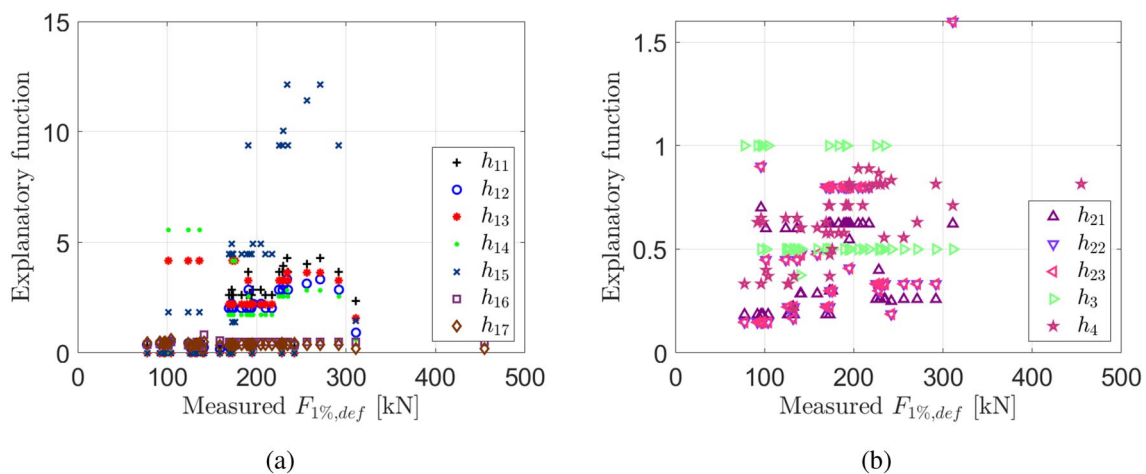 15
10
5
0
0
100
200
300
400
500
Explanatory function
Measured F1%,def [kN]
h11
h12
h13
h14
h15
h16
h17
(a)
1.5
1
0.5
0
0
100
200
300
400
500
Explanatory function
Measured F1%,def [kN]
h21
h22
h23
h3
h4
(b)